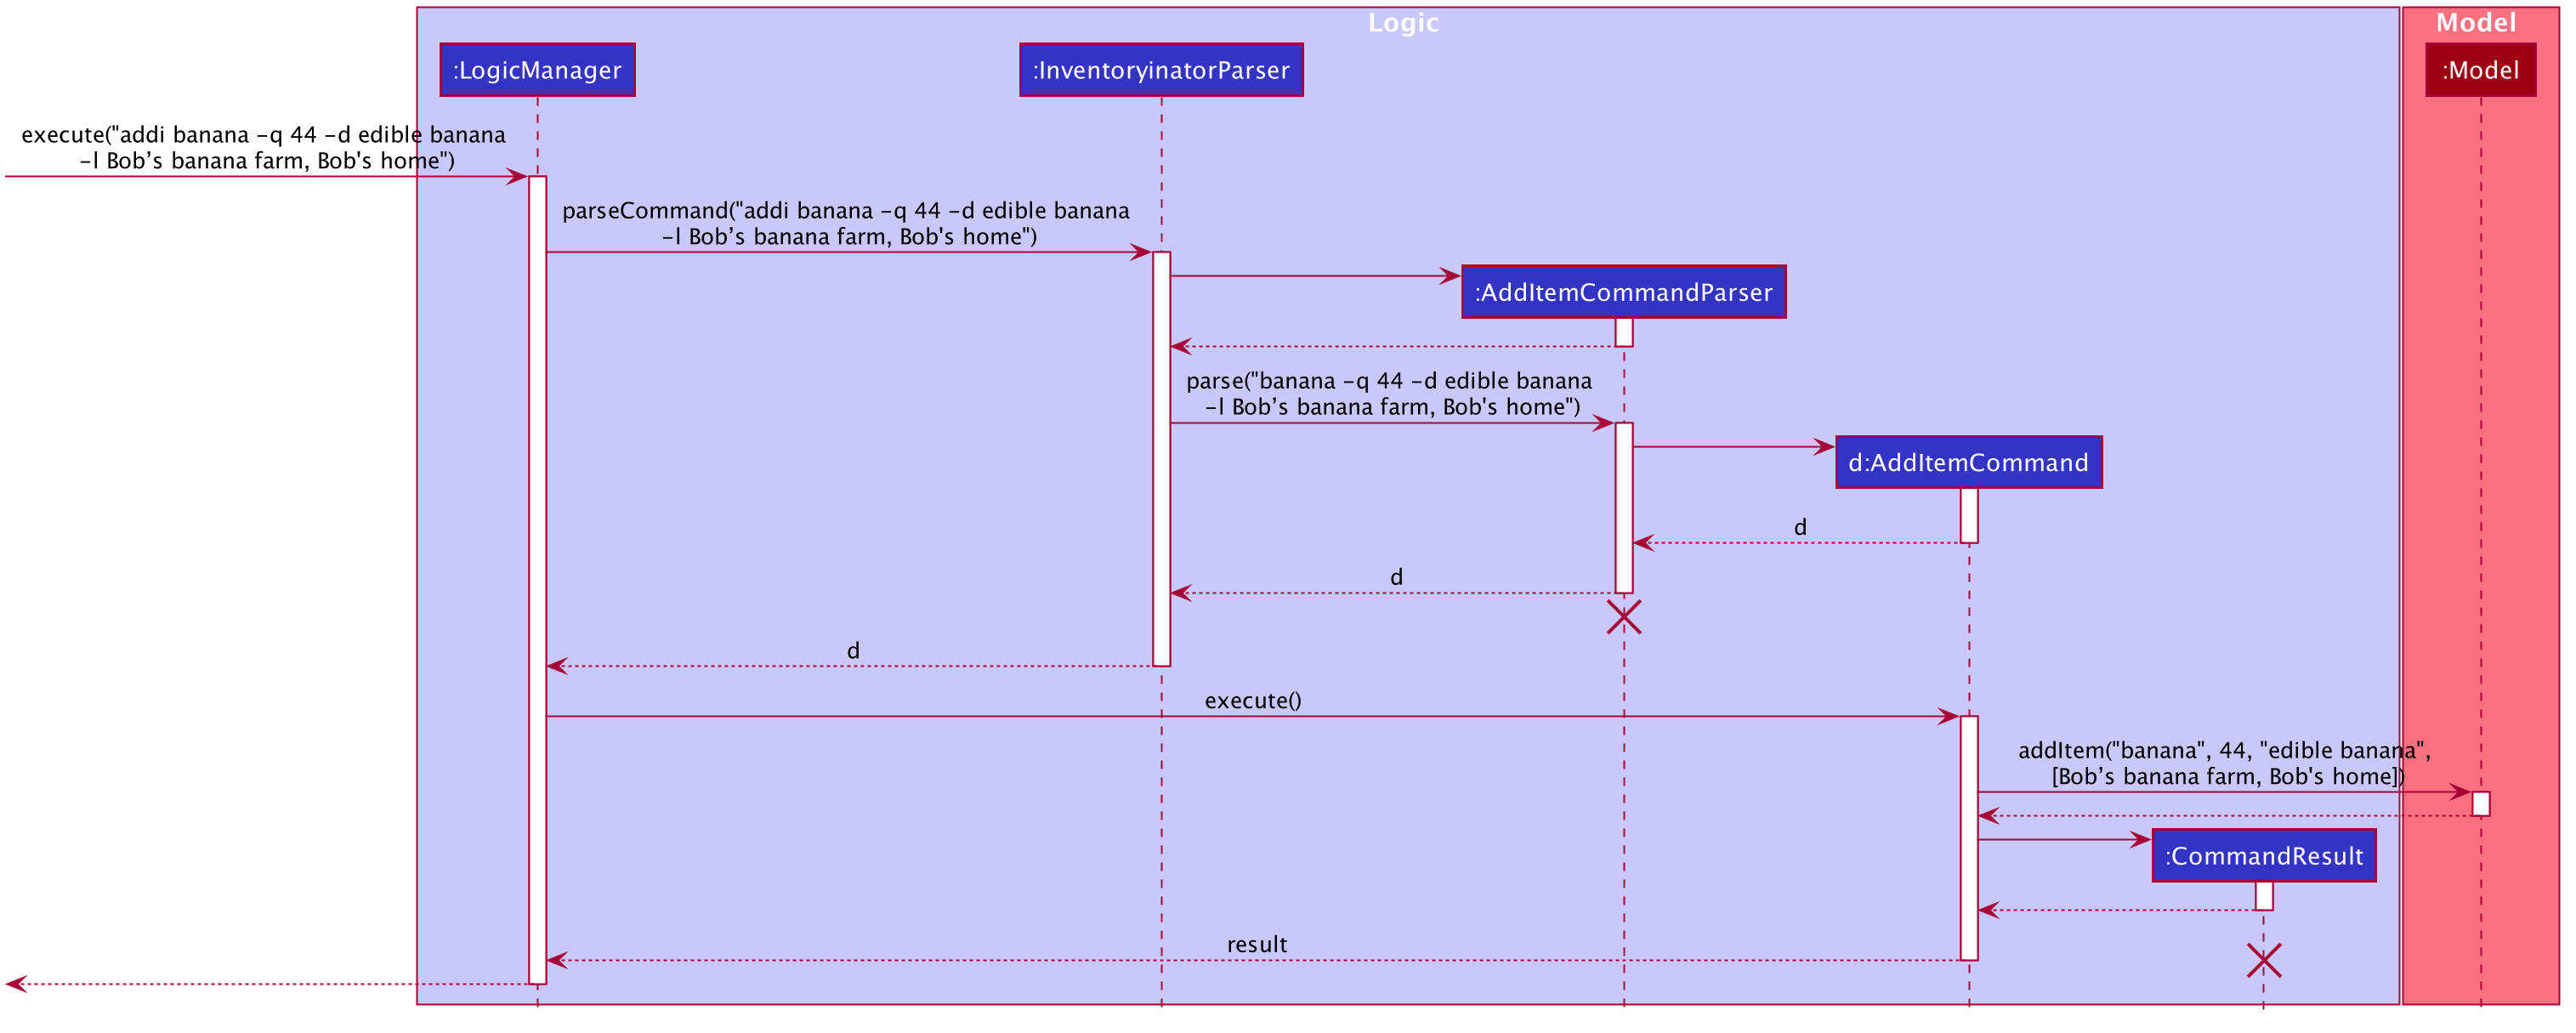 Logic
Model
:LogicManager
:InventoryinatorParser
:Model
execute("addi banana -q 44 -d edible banana
-l Bob’s banana farm, Bob's home")
parseCommand("addi banana -q 44 -d edible banana
-l Bob’s banana farm, Bob's home")
:AddItemCommandParser
parse("banana -q 44 -d edible banana
-l Bob’s banana farm, Bob's home")
d:AddItemCommand
d
d
d
execute()
addItem("banana", 44, "edible banana",
[Bob’s banana farm, Bob's home])
:CommandResult
result